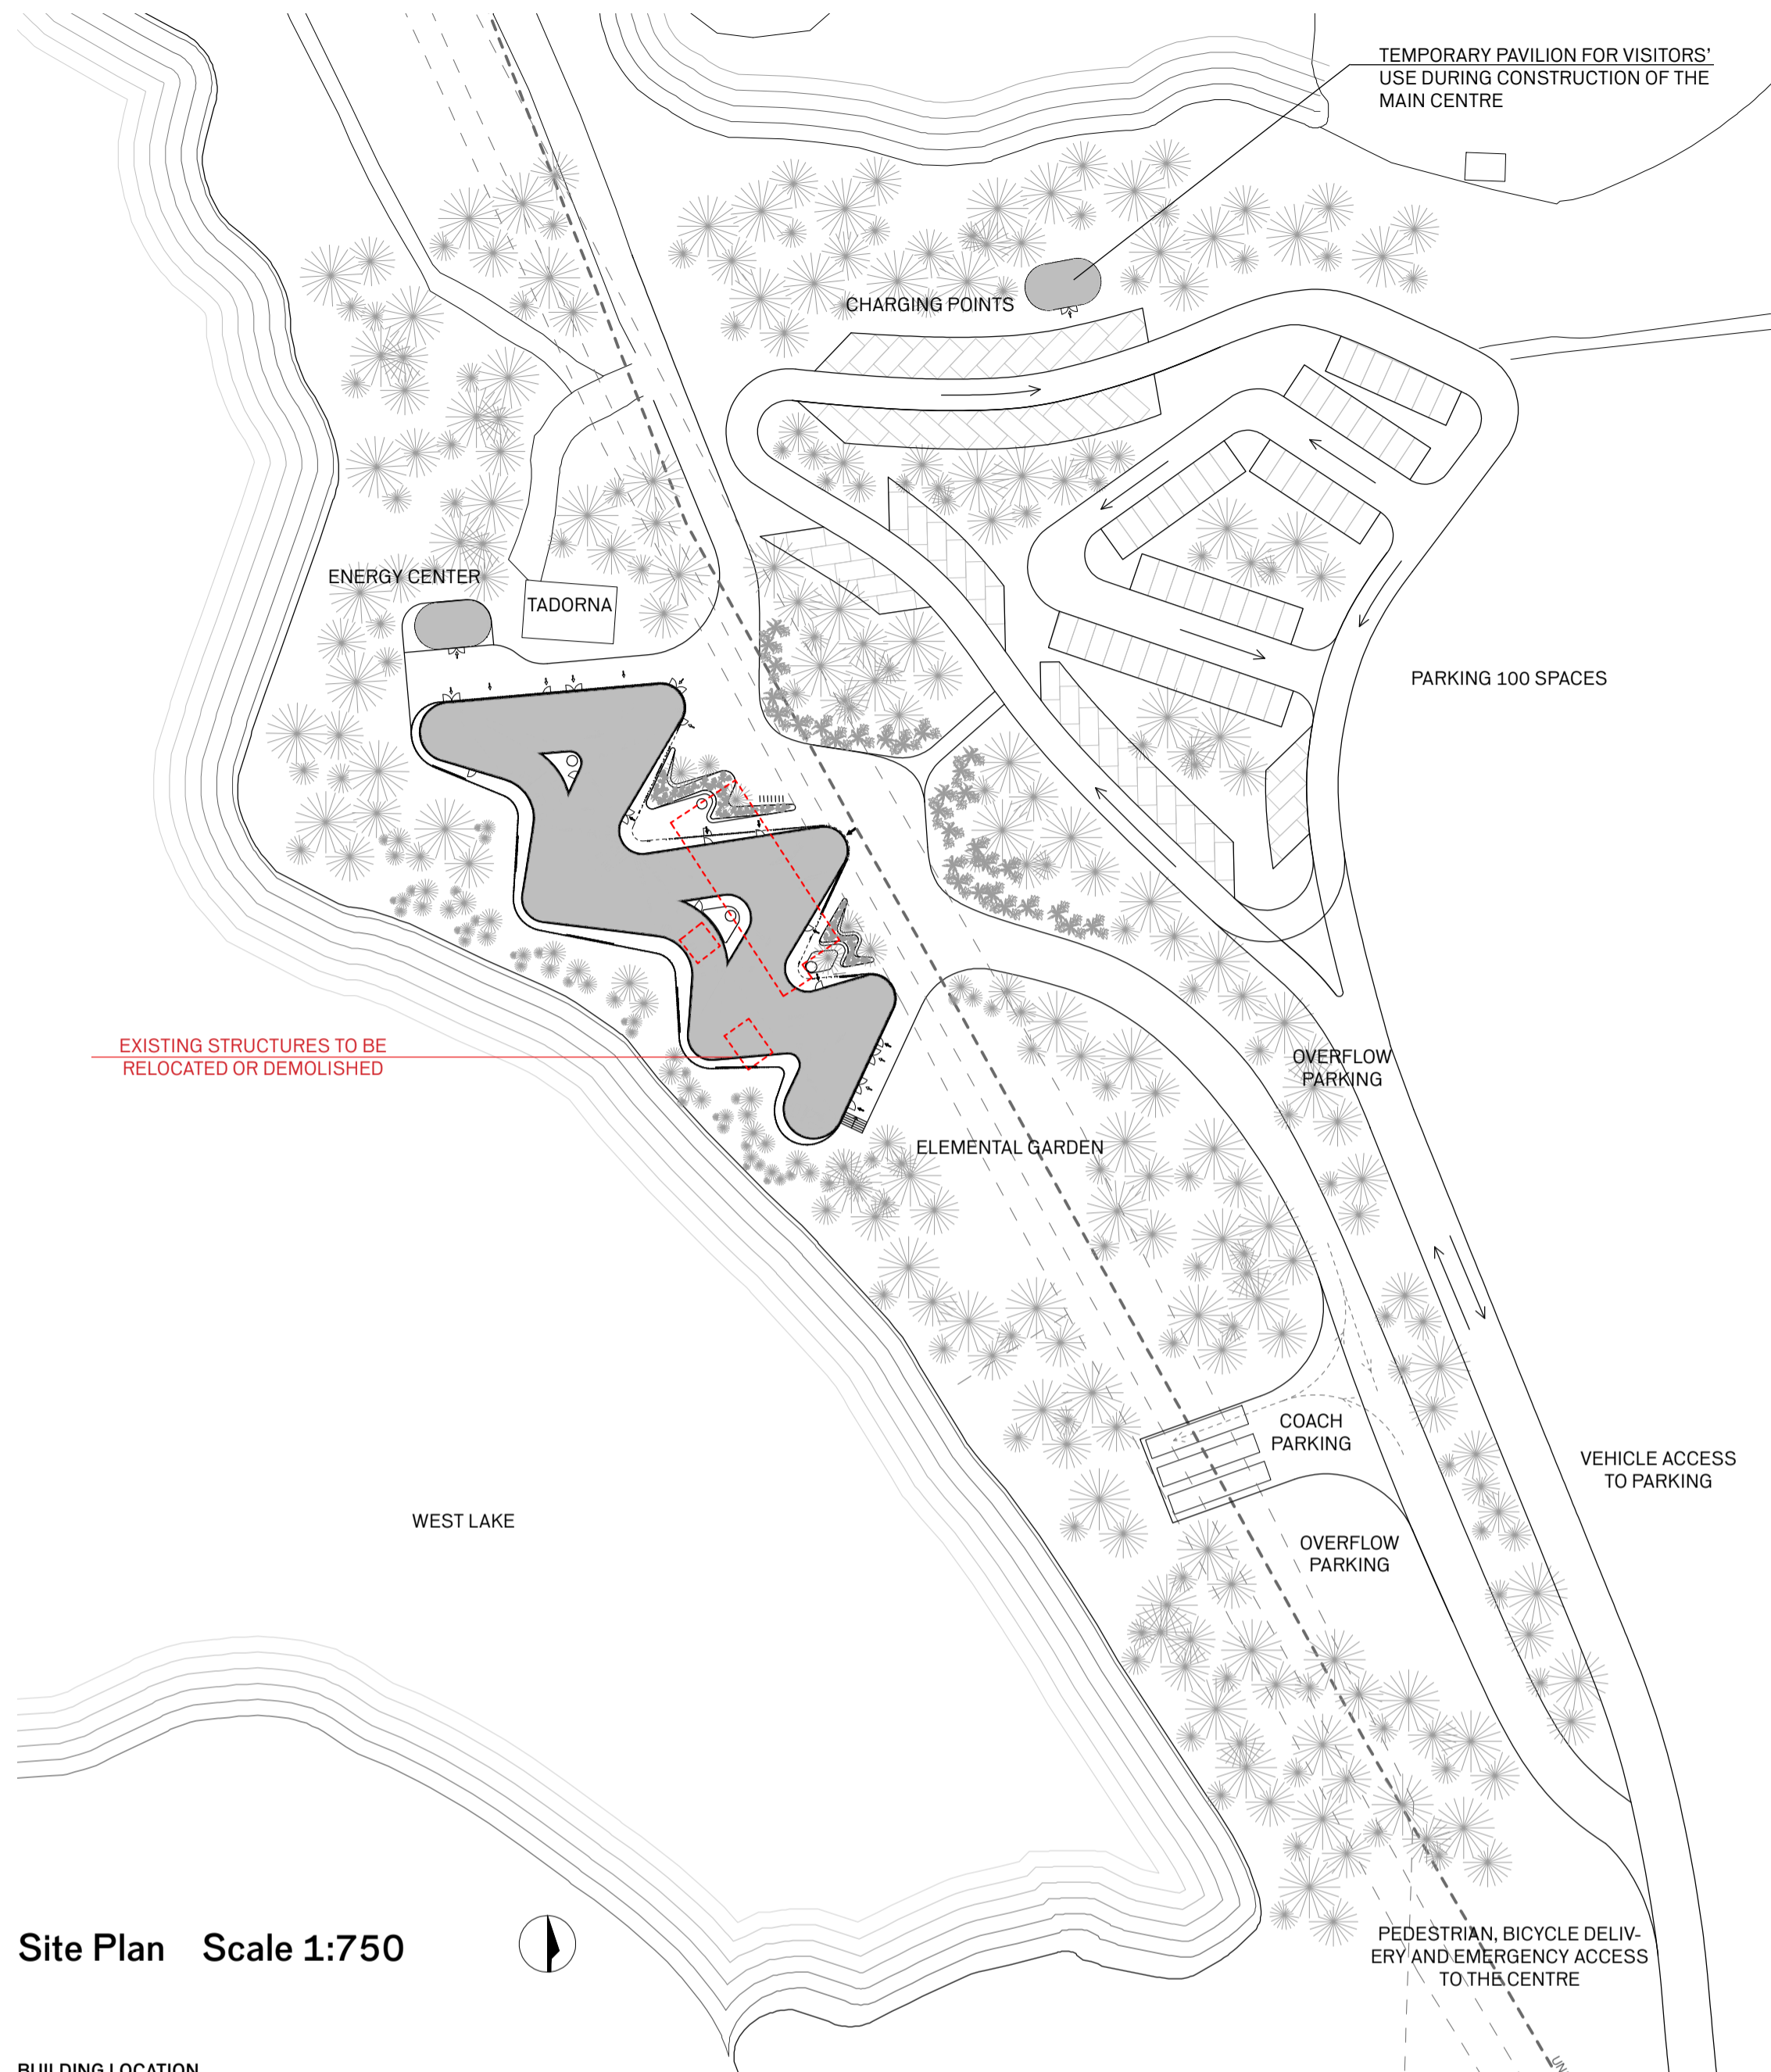 TEMPORARY PAVILION FOR VISITORS'
USE DURING CONSTRUCTION OF THE
MAIN CENTRE
CHARGING POINTS
ENERGY CENTER
TADORNA
PARKING 100 SPACES
EXISTING STRUCTURES TO BE
RELOCATED OR DEMOLISHED
OVERFLOW
PARKING
ELEMENTAL GARDEN
COACH
PARKING
VEHICLE ACCESS
TO PARKING
WEST LAKE
OVERFLOW
PARKING
PEDESTRIAN, BICYCLE DELIV-
ERY AND EMERGENCY ACCESS
TO THE CENTRE
Site Plan Scale 1:750
BUILDING LOCATION